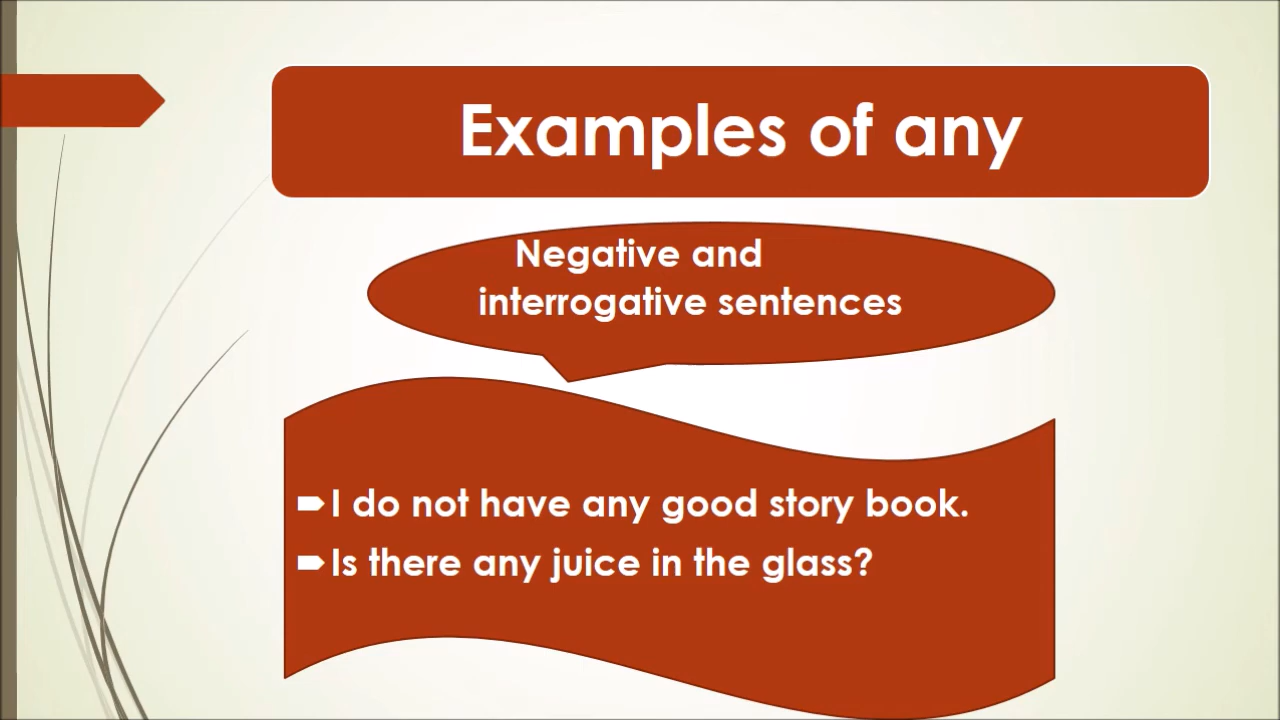 Examples of any
Negative and
interrogative sentences
I do not have any good story book.
Is there any juice in the glass?